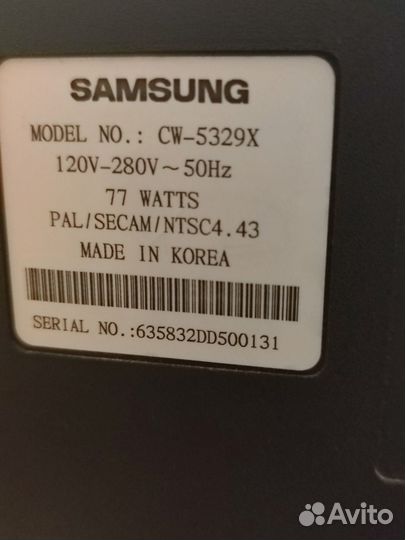 SAMSUNG
MODEL NO.: CW-5329X
120V-280V~50Hz
77 WATTS
PAL/SECAM/NTSC4.43
MADE IN KOREA
SERIAL NO.:635832DD500131
Avito